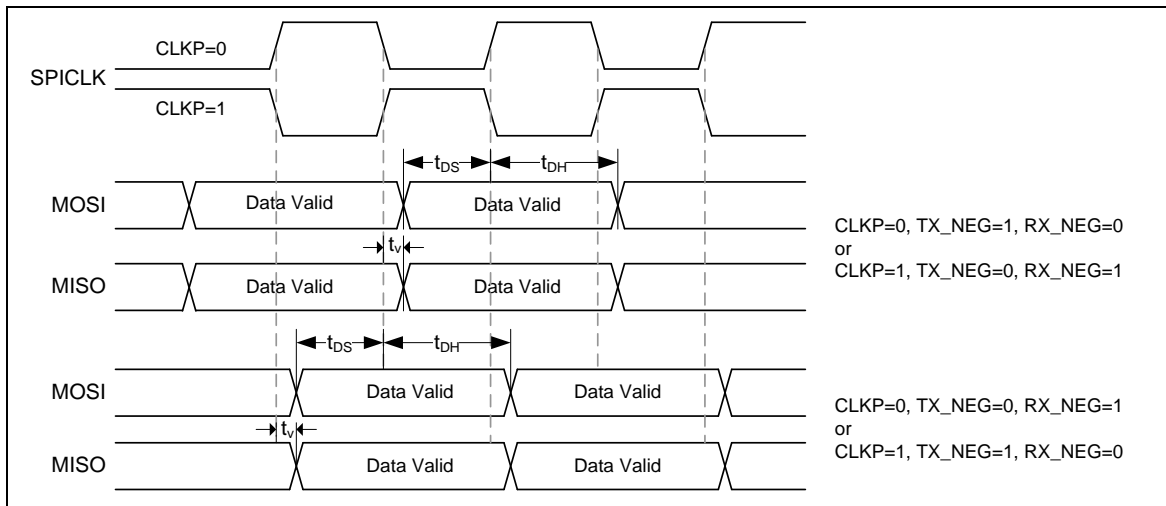 CLKP=0
SPICLK
CLKP=1
tDS
tDH
MOSI
Data Valid
Data Valid
CLKP=0, TX_NEG=1, RX_NEG=0
or
CLKP=1, TX_NEG=0, RX_NEG=1
tv
MISO
Data Valid
Data Valid
tDS
tDH
MOSI
Data Valid
Data Valid
CLKP=0, TX_NEG=0, RX_NEG=1
or
CLKP=1, TX_NEG=1, RX_NEG=0
tv
MISO
Data Valid
Data Valid